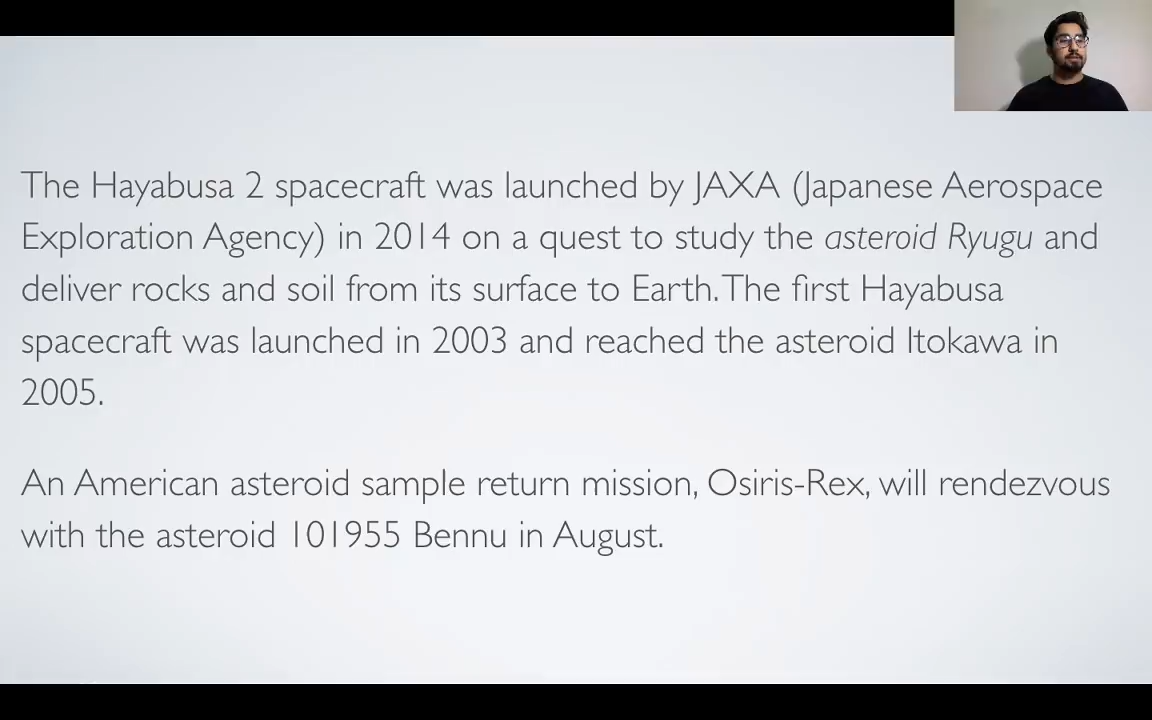 The Hayabusa 2 spacecraft was launched by JAXA (Japanese Aerospace
Exploration Agency) in 2014 on a quest to study the asteroid Ryugu and
deliver rocks and soil from its surface to Earth. The first Hayabusa
spacecraft was launched in 2003 and reached the asteroid Itokawa in
2005.
An American asteroid sample return mission, Osiris-Rex, will rendezvous
with the asteroid 101955 Bennu in August.